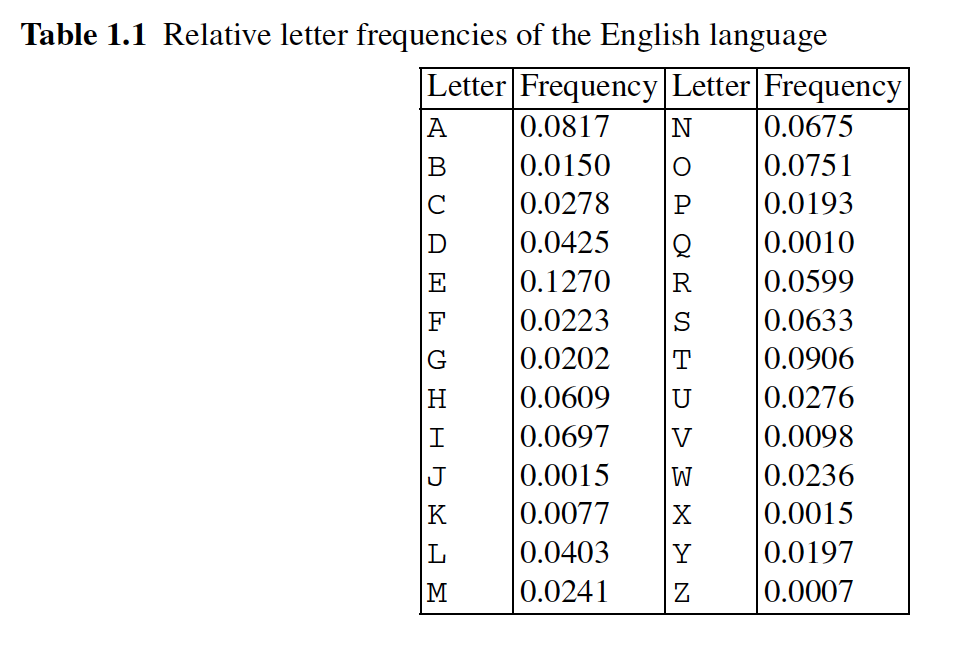 Table 1.1 Relative letter frequencies of the English language
Letter Frequency Letter Frequency
A 0.0817 N 0.0675
B 0.0150 O 0.0751
C 0.0278 P 0.0193
D 0.0425 Q 0.0010
E 0.1270 R 0.0599
F 0.0223 S 0.0633
G 0.0202 T 0.0906
H 0.0609 U 0.0276
I 0.0697 V 0.0098
J 0.0015 W 0.0236
K 0.0077 X 0.0015
L 0.0403 Y 0.0197
M 0.0241 Z 0.0007